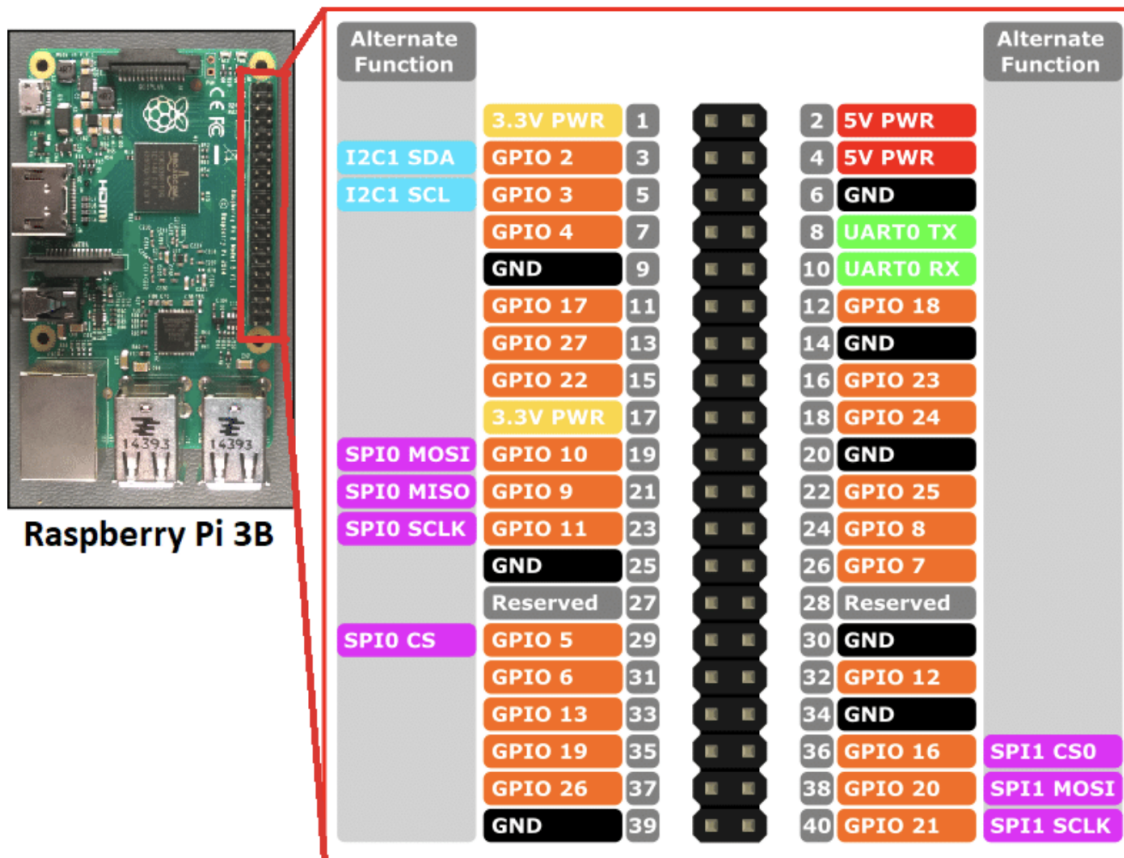 Alternate
Function
Alternate
Function
3.3V PWR 1 2 5V PWR
I2C1 SDA GPIO 2 3 4 5V PWR
I2C1 SCL GPIO 3 5 6 GND
GPIO 4 7 8 UART0 TX
GND 9 10 UART0 RX
GPIO 17 11 12 GPIO 18
GPIO 27 13 14 GND
GPIO 22 15 16 GPIO 23
3.3V PWR 17 18 GPIO 24
SPI0 MOSI GPIO 10 19 20 GND
SPI0 MISO GPIO 9 21 22 GPIO 25
SPI0 SCLK GPIO 11 23 24 GPIO 8
GND 25 26 GPIO 7
Reserved 27 28 Reserved
SPI0 CS GPIO 5 29 30 GND
GPIO 6 31 32 GPIO 12
GPIO 13 33 34 GND
GPIO 19 35 36 GPIO 16 SPI1 CS0
GPIO 26 37 38 GPIO 20 SPI1 MOSI
GND 39 40 GPIO 21 SPI1 SCLK
HDMI
14393
14393
Raspberry Pi 3B